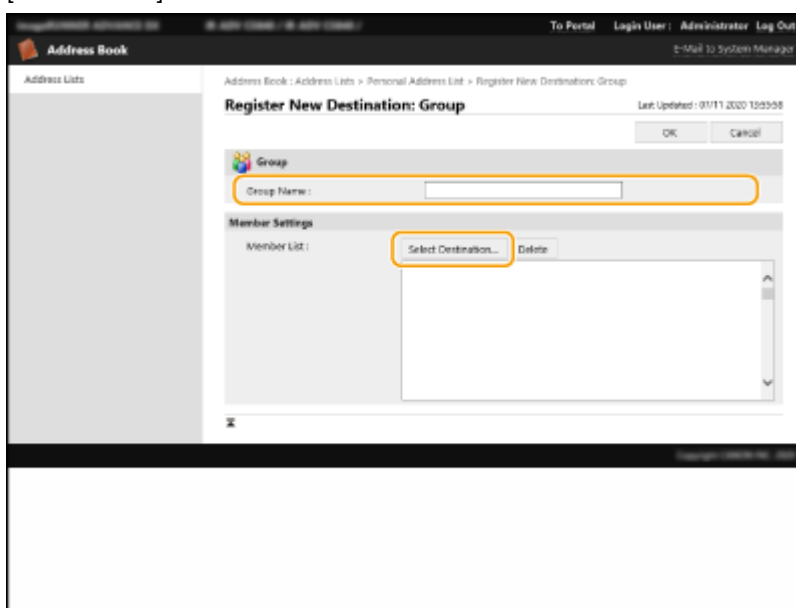 To Portal Login User : Administrator Log Out
Address Book
E-Mail to System Manager
Address Lists
Address Book : Address Lists > Personal Address List > Register New Destination: Group
Register New Destination: Group
Last Updated : 01/11 2020 13:53:58
OK Cancel
Group
Group Name :
Member Settings
Member List :
Select Destination... Delete